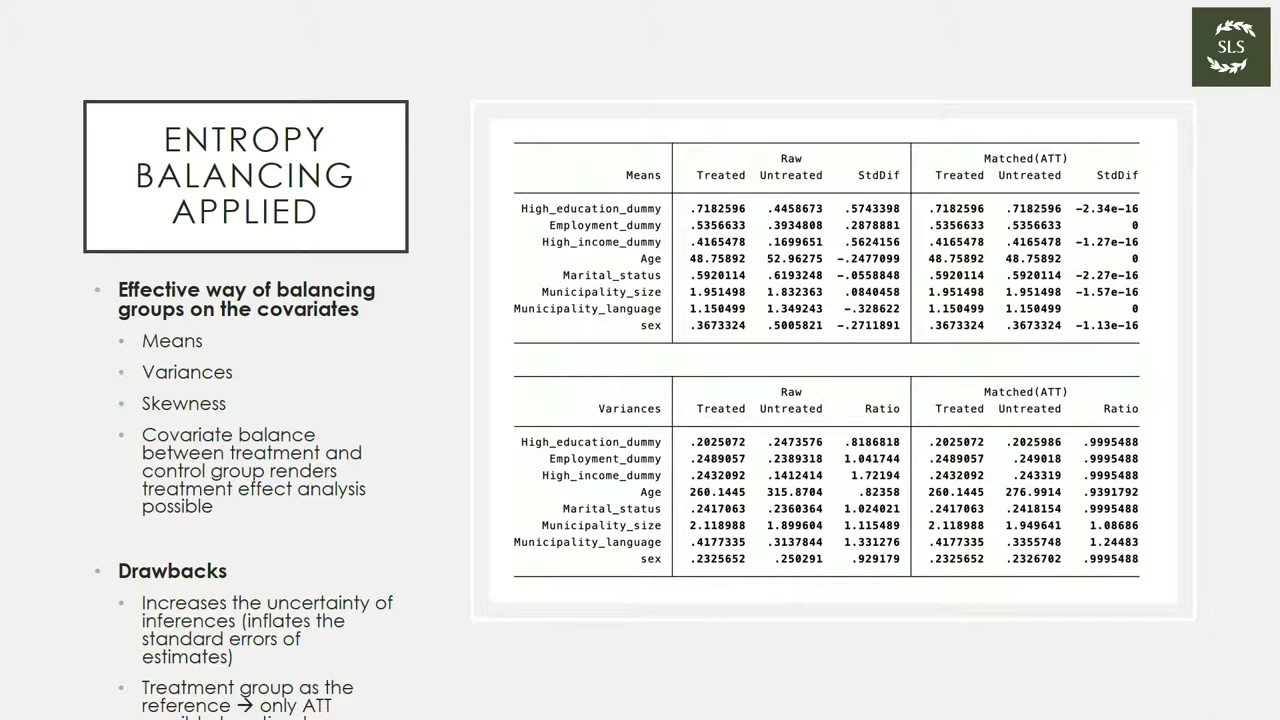 SLS
ENTROPY
BALANCING
APPLIED
• Effective way of balancing
groups on the covariates
• Means
• Variances
• Skewness
• Covariate balance
between treatment and
control group renders
treatment effect analysis
possible
• Drawbacks
• Increases the uncertainty of
inferences (inflates the
standard errors of
estimates)
• Treatment group as the
reference → only ATT
Raw Matched(ATT)
Means Treated Untreated StdDif Treated Untreated StdDif
High_education_dummy .7182596 .4458673 .5743398 .7182596 .7182596 -2.34e-16
Employment_dummy .5356633 .3934808 .2878881 .5356633 .5356633 0
High_income_dummy .4165478 .1699651 .5624156 .4165478 .4165478 -1.27e-16
Age 48.75892 52.96275 -.2477099 48.75892 48.75892 0
Marital_status .5920114 .6193248 -.0558848 .5920114 .5920114 -2.27e-16
Municipality_size 1.951498 1.832363 .0840458 1.951498 1.951498 -1.57e-16
Municipality_language 1.150499 1.349243 -.328622 1.150499 1.150499 0
sex .3673324 .5005821 -.2711891 .3673324 .3673324 -1.13e-16
Raw Matched(ATT)
Variances Treated Untreated Ratio Treated Untreated Ratio
High_education_dummy .2025072 .2473576 .8186818 .2025072 .2025986 .9995488
Employment_dummy .2489057 .2389318 1.041744 .2489057 .249018 .9995488
High_income_dummy .2432092 .1412414 1.72194 .2432092 .243319 .9995488
Age 260.1445 315.8704 .82358 260.1445 276.9914 .9391792
Marital_status .2417063 .2360364 1.024021 .2417063 .2418154 .9995488
Municipality_size 2.118988 1.899604 1.115489 2.118988 1.949641 1.08686
Municipality_language .4177335 .3137844 1.331276 .4177335 .3355748 1.24483
sex .2325652 .250291 .929179 .2325652 .2326702 .9995488